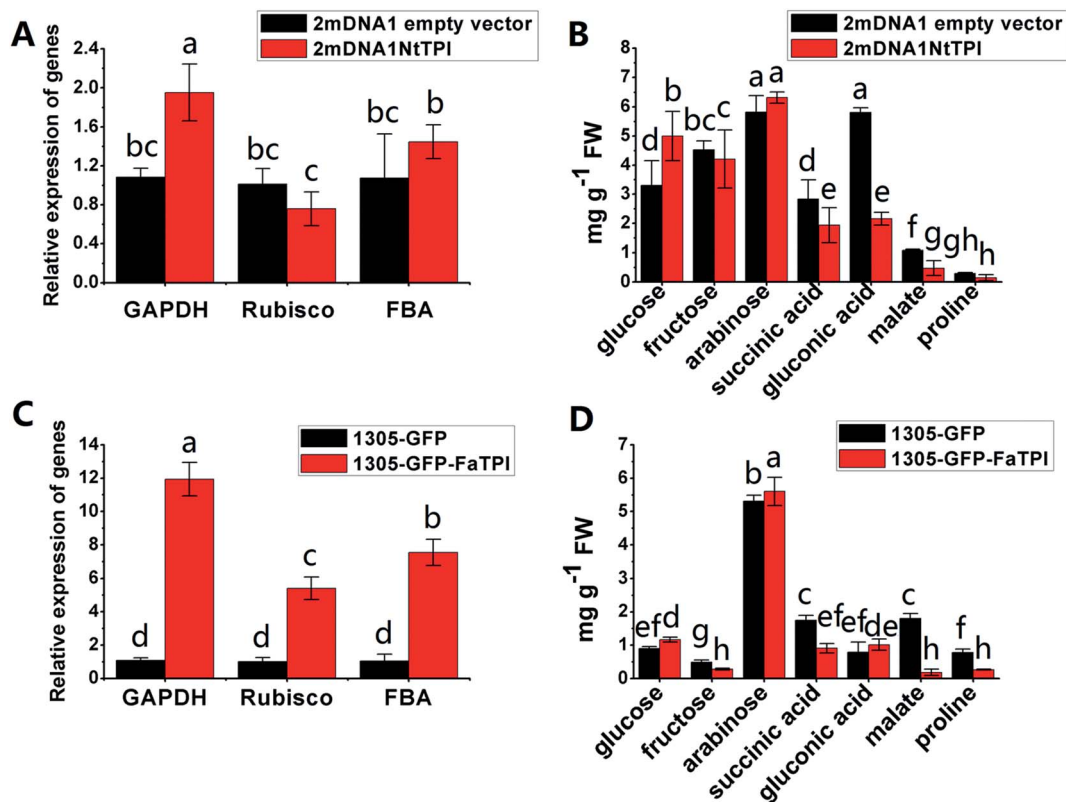 A
2mDNA1 empty vector
2mDNA1NtTPI
Relative expression of genes
2.4
2.0
1.6
1.2
0.8
0.4
0.0
bc
a
bc
c
bc
b
GAPDH
Rubisco
FBA
B
2mDNA1 empty vector
2mDNA1NtTPI
mg g⁻¹ FW
8
7
6
5
4
3
2
1
0
d
b
bc
c
a
a
d
e
a
e
f
g
gh
h
glucose
fructose
arabinose
succinic acid
gluconic acid
malate
proline
C
1305-GFP
1305-GFP-FaTPI
Relative expression of genes
14
12
10
8
6
4
2
0
d
a
d
c
d
b
GAPDH
Rubisco
FBA
D
1305-GFP
1305-GFP-FaTPI
mg g⁻¹ FW
7
6
5
4
3
2
1
0
ef
d
g
h
b
a
c
ef
ef
de
c
h
f
h
glucose
fructose
arabinose
succinic acid
gluconic acid
malate
proline